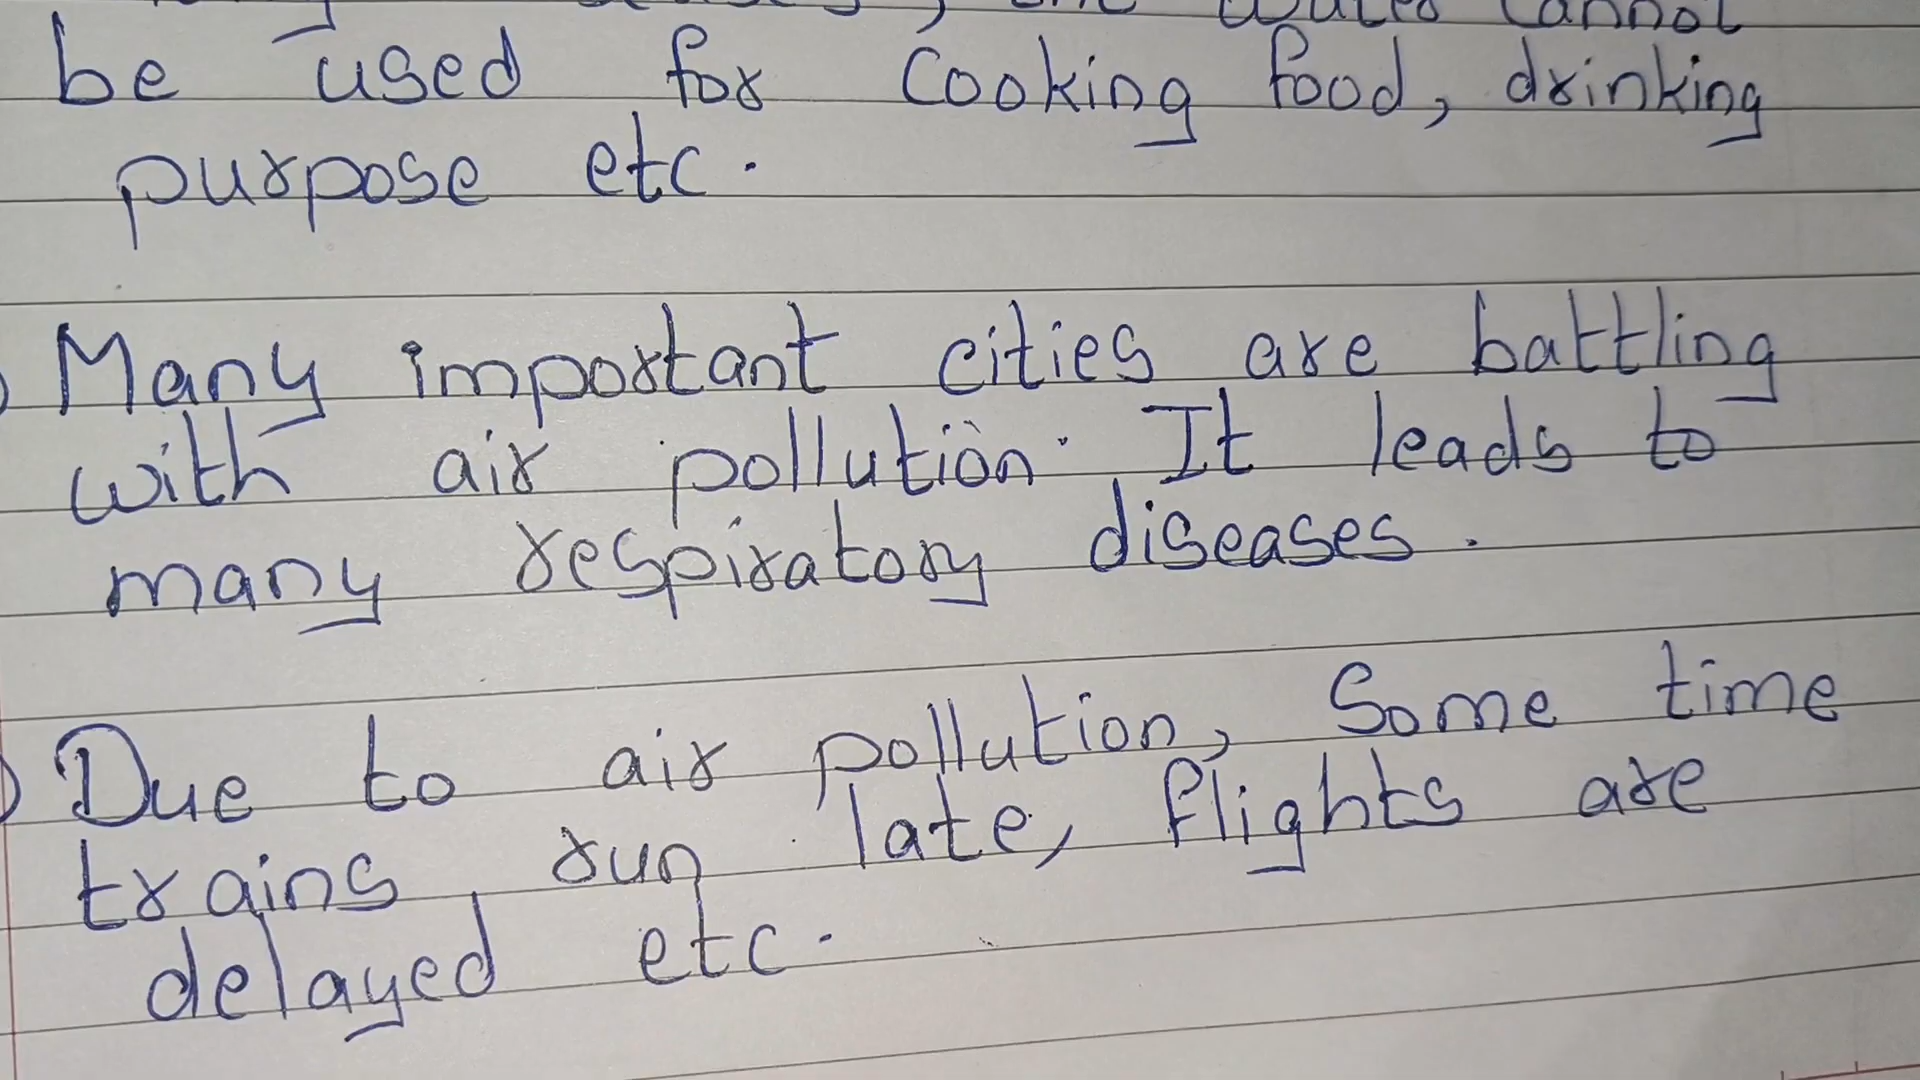 cannot
be used for Cooking food, drinking
purpose etc.
Many important cities are battling
with air pollution. It leads to
many respiratory diseases.
Due to air pollution, Some time
trains run late, flights are
delayed etc.